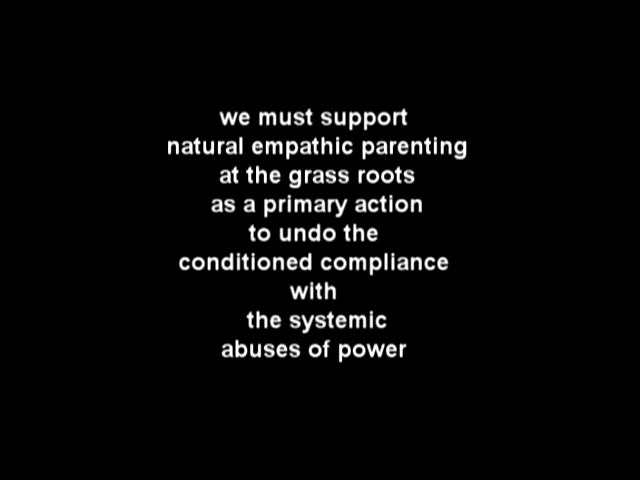 we must support
natural empathic parenting
at the grass roots
as a primary action
to undo the
conditioned compliance
with
the systemic
abuses of power